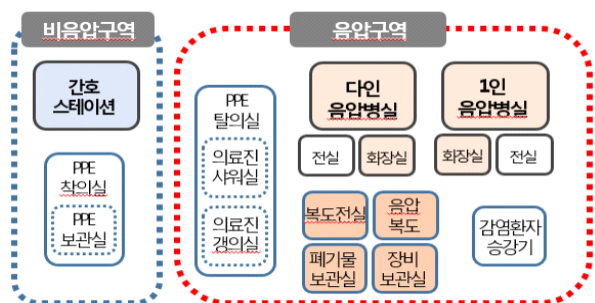 비음압구역
음압구역
간호
스테이션
PPE
착의실
PPE
보관실
PPE
탈의실
의료진
샤워실
의료진
갱의실
다인
음압병실
전실
화장실
1인
음압병실
화장실
전실
복도전실
음압
복도
폐기물
보관실
장비
보관실
감염환자
승강기